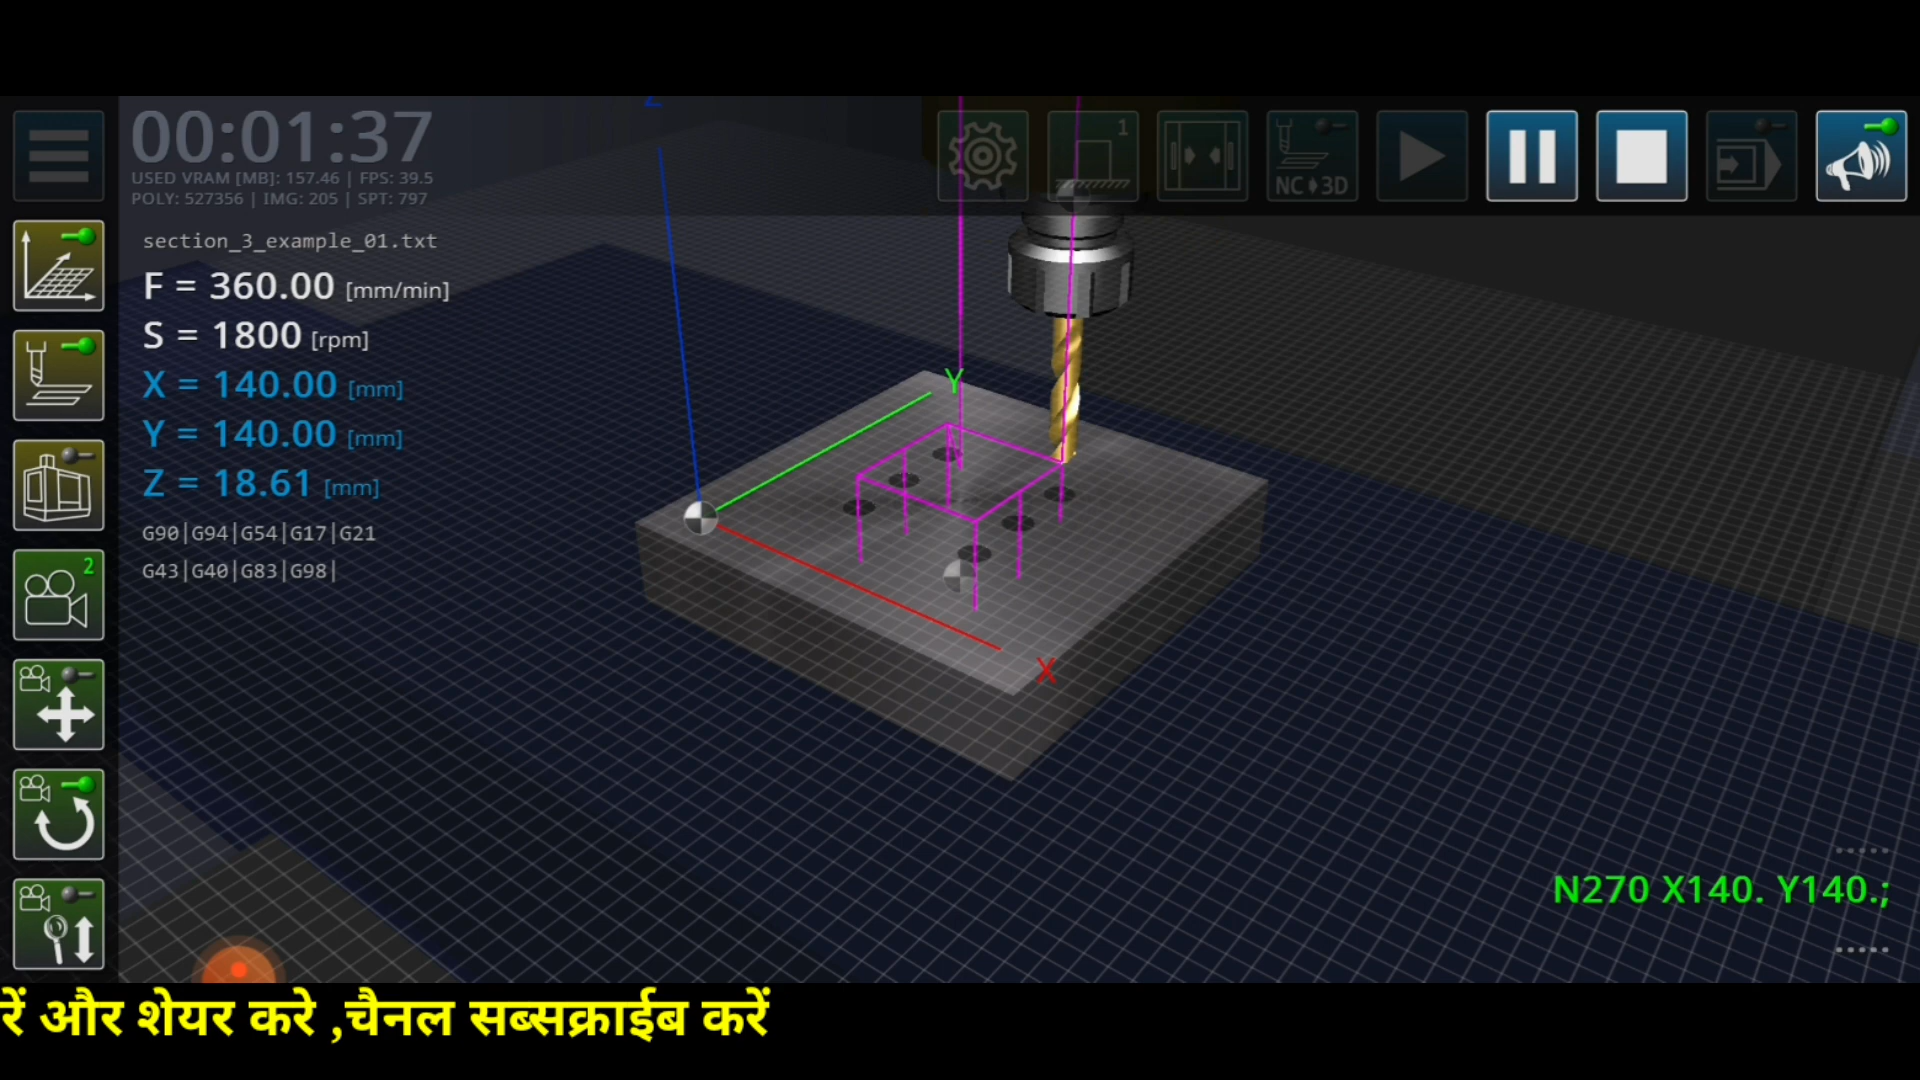 00:01:37
USED VRAM [MB]: 157.46 | FPS: 39.5
POLY: 527356 | IMG: 205 | SPT: 797
section_3_example_01.txt
F = 360.00 [mm/min]
S = 1800 [rpm]
X = 140.00 [mm]
Y = 140.00 [mm]
Z = 18.61 [mm]
G90|G94|G54|G17|G21
G43|G40|G83|G98|
1
NC 3D
2
Z
Y
X
N270 X140. Y140.;
रें और शेयर करे ,चैनल सब्सक्राईब करें